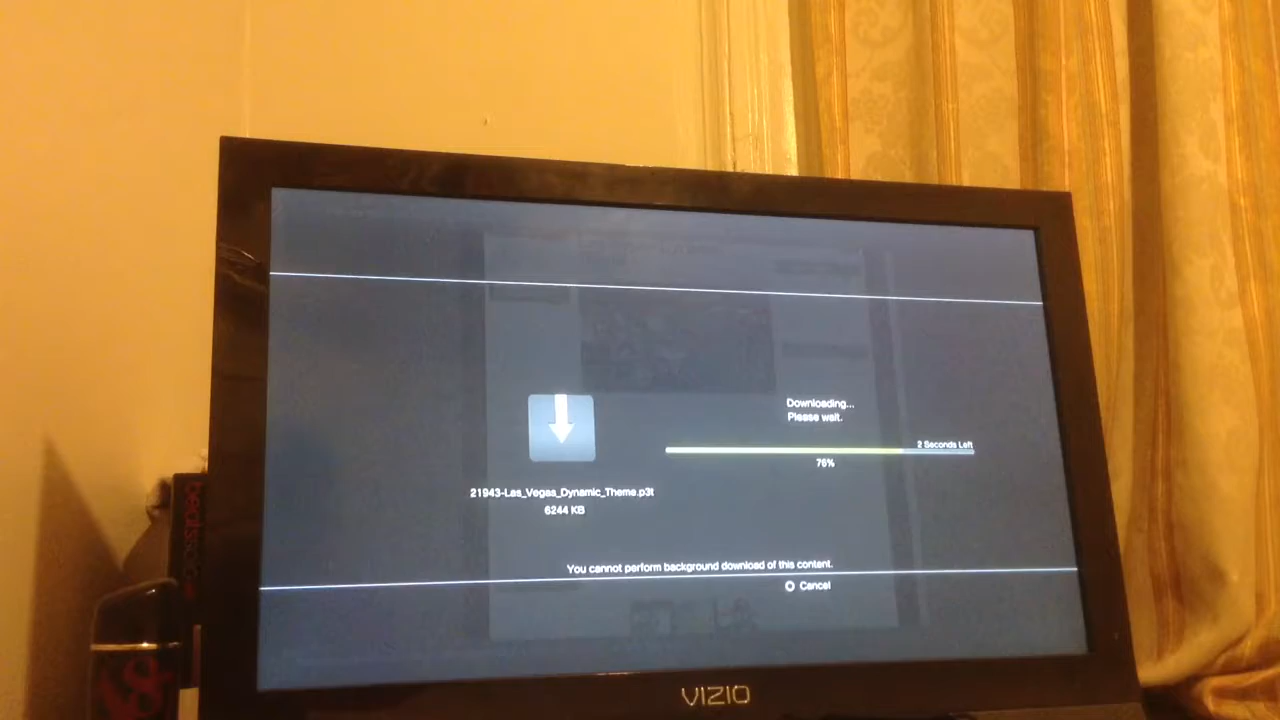 Downloading...
Please wait.
2 Seconds Left
76%
21943-Las_Vegas_Dynamic_Theme.p3t
6244 KB
You cannot perform background download of this content.
Cancel
VIZIO
beats